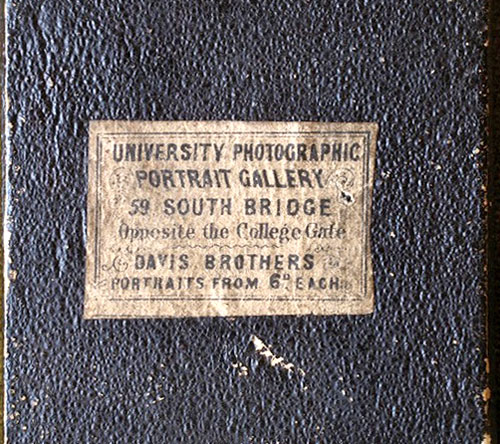 UNIVERSITY PHOTOGRAPHIC
PORTRAIT GALLERY
59 SOUTH BRIDGE
Opposite the College Gate
DAVIS BROTHERS
PORTRAITS FROM 6D EACH.